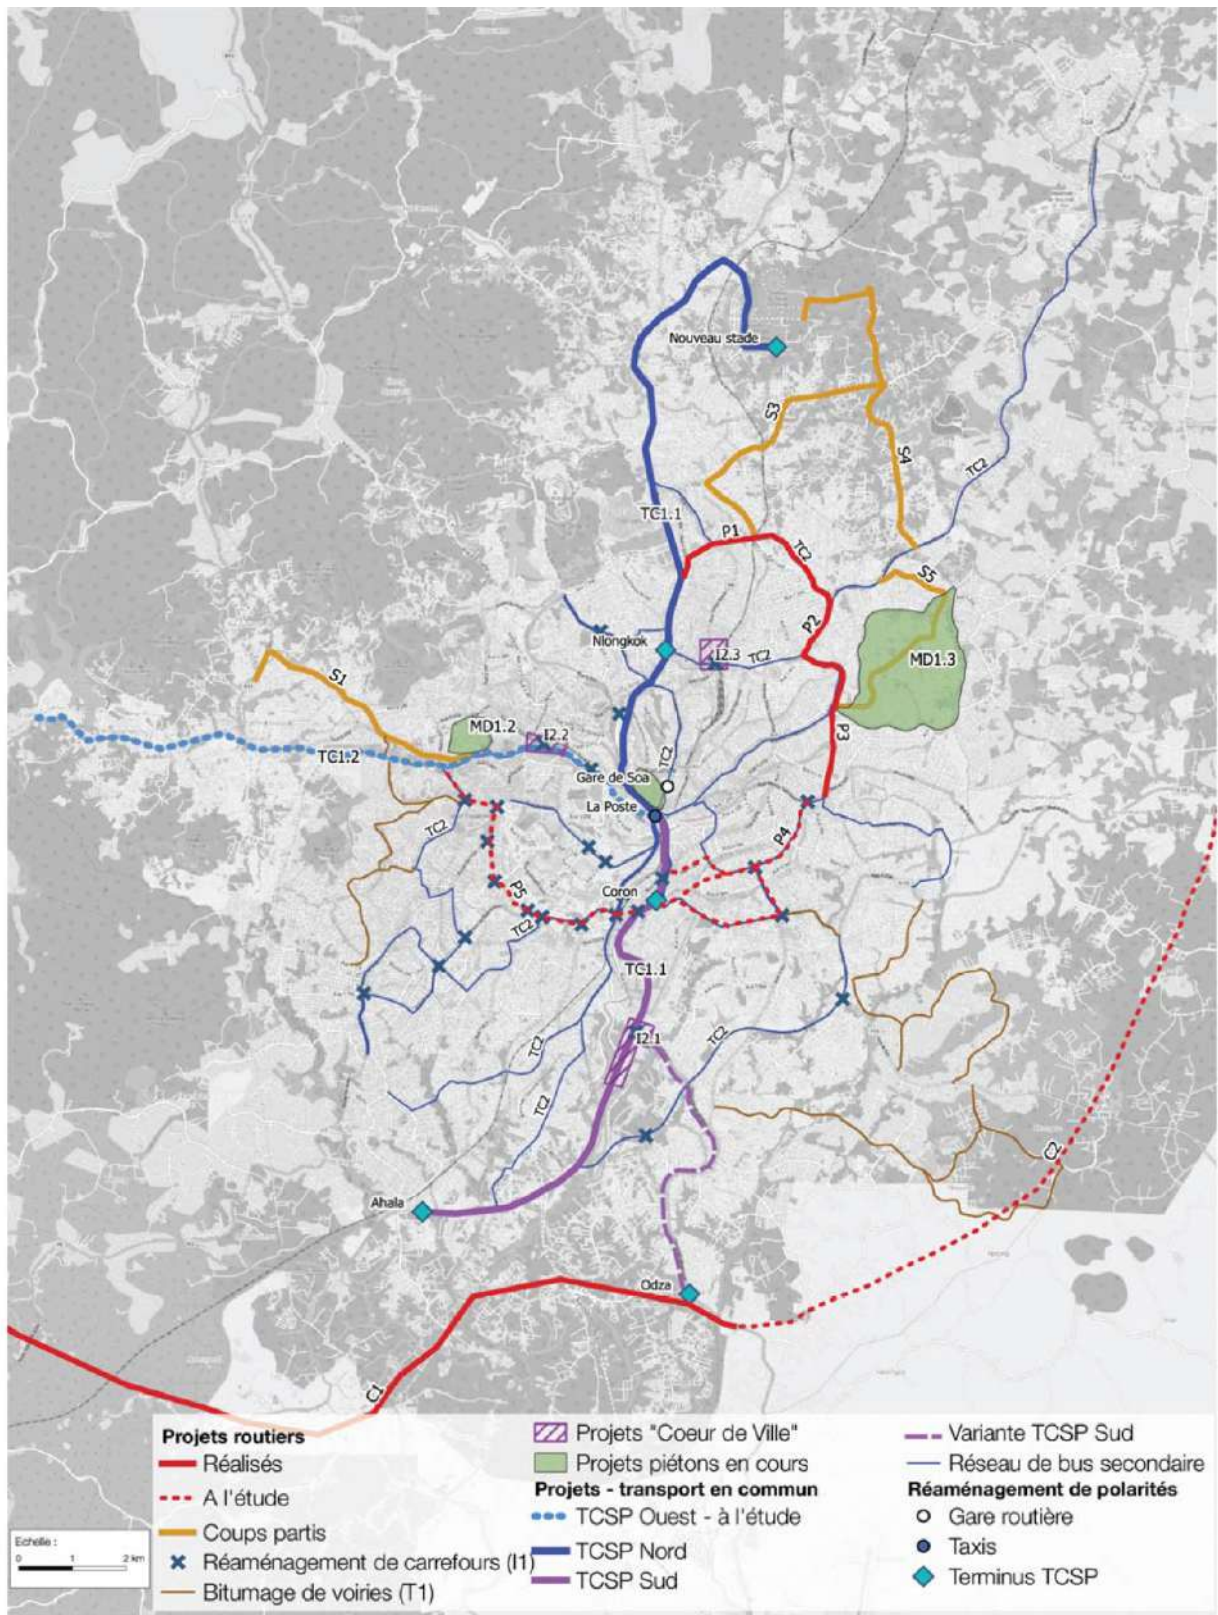 Nouveau stade
S3
S4
TC2
TC1.1
P1
TC2
S5
P2
Nlongkok
I2.3
TC2
MD1.3
S1
MD1.2
I2.2
P3
TC1.2
Gare de Soa
TC2
La Poste
TC2
P4
P5
Coron
TC2
TC1.1
I2.1
TC2
TC2
TC2
C2
Ahala
Odza
C1
Projets routiers
Réalisés
A l'étude
Coups partis
Réaménagement de carrefours (I1)
Bitumage de voiries (T1)
Projets "Coeur de Ville"
Projets piétons en cours
Projets - transport en commun
TCSP Ouest - à l'étude
TCSP Nord
TCSP Sud
Variante TCSP Sud
Réseau de bus secondaire
Réaménagement de polarités
Gare routière
Taxis
Terminus TCSP
Echelle :
0 1 2 km